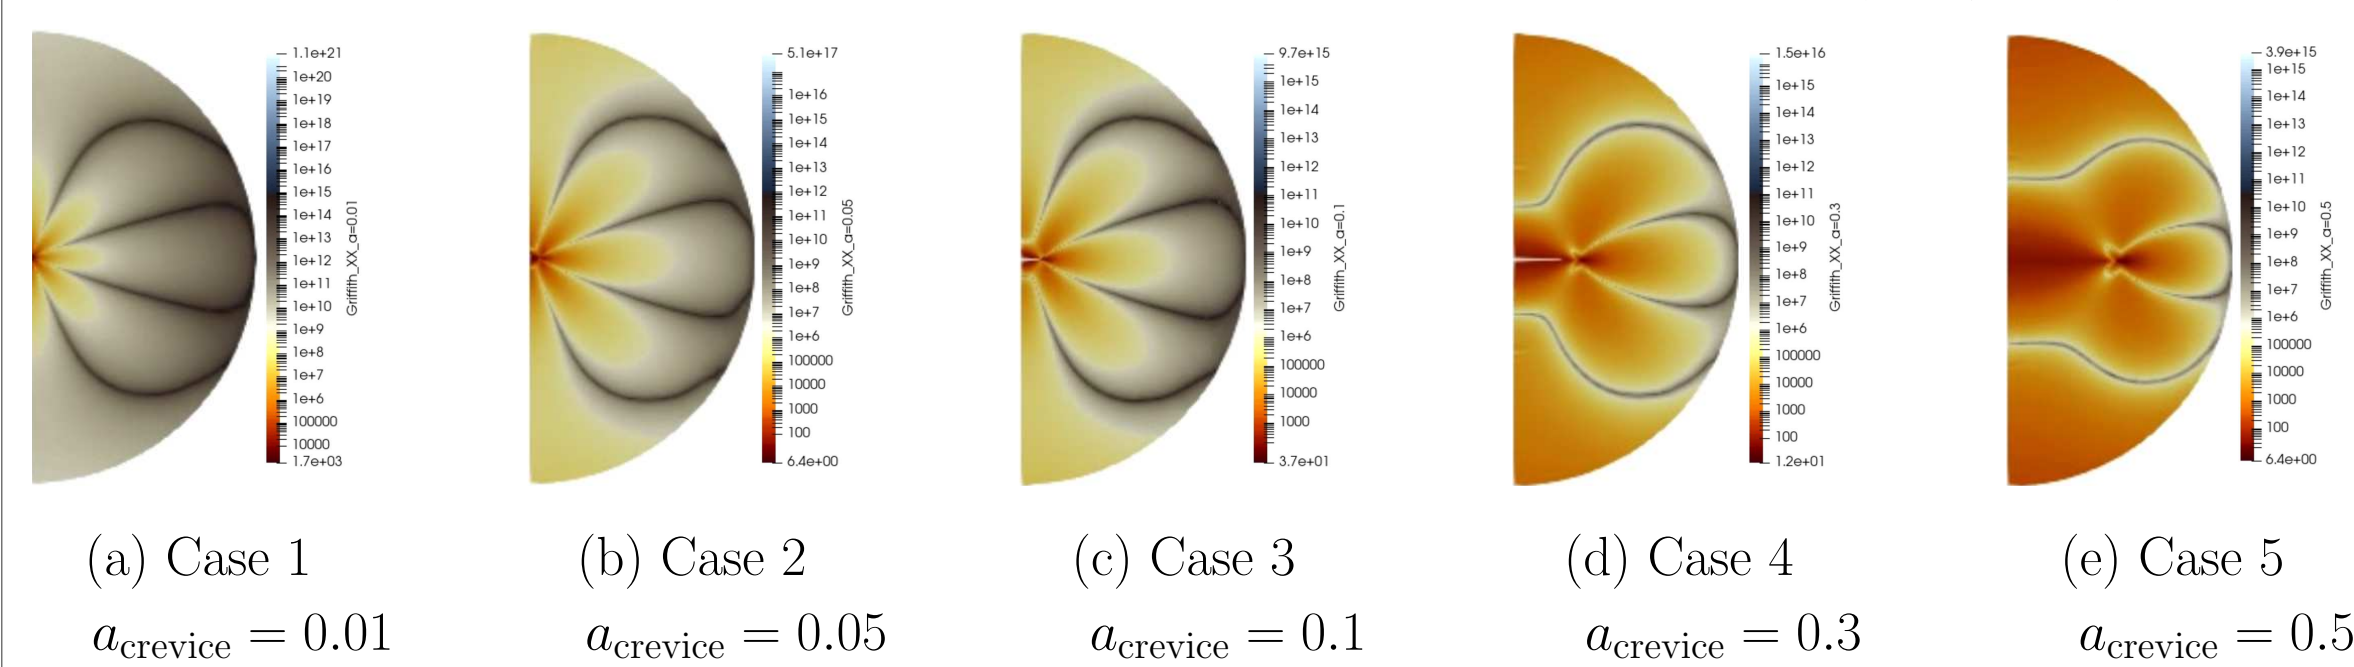 1.1e+21
1e+20
1e+19
1e+18
1e+17
1e+16
1e+15
1e+14
1e+13
1e+12
1e+11
1e+10
1e+9
1e+8
1e+7
1e+6
100000
10000
1.7e+03
Griffith_XX_a=0.01
5.1e+17
1e+16
1e+15
1e+14
1e+13
1e+12
1e+11
1e+10
1e+9
1e+8
1e+7
1e+6
100000
10000
1000
100
6.4e+00
Griffith_XX_a=0.05
9.7e+15
1e+15
1e+14
1e+13
1e+12
1e+11
1e+10
1e+9
1e+8
1e+7
1e+6
100000
10000
1000
3.7e+01
Griffith_XX_a=0.1
1.5e+16
1e+15
1e+14
1e+13
1e+12
1e+11
1e+10
1e+9
1e+8
1e+7
1e+6
100000
10000
1000
100
1.2e+01
Griffith_XX_a=0.3
3.9e+15
1e+15
1e+14
1e+13
1e+12
1e+11
1e+10
1e+9
1e+8
1e+7
1e+6
100000
10000
1000
100
6.4e+00
Griffith_XX_a=0.5
(a) Case 1
a_crevice = 0.01
(b) Case 2
a_crevice = 0.05
(c) Case 3
a_crevice = 0.1
(d) Case 4
a_crevice = 0.3
(e) Case 5
a_crevice = 0.5